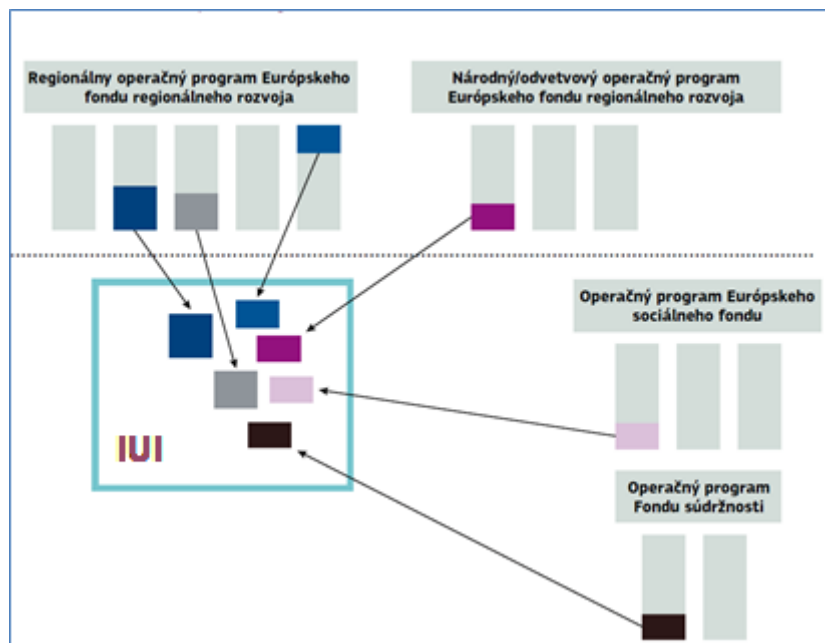 Regionálny operačný program Európskeho
fondu regionálneho rozvoja
Národný/odvetvový operačný program
Európskeho fondu regionálneho rozvoja
Operačný program Európskeho
sociálneho fondu
IUI
Operačný program
Fondu súdržnosti